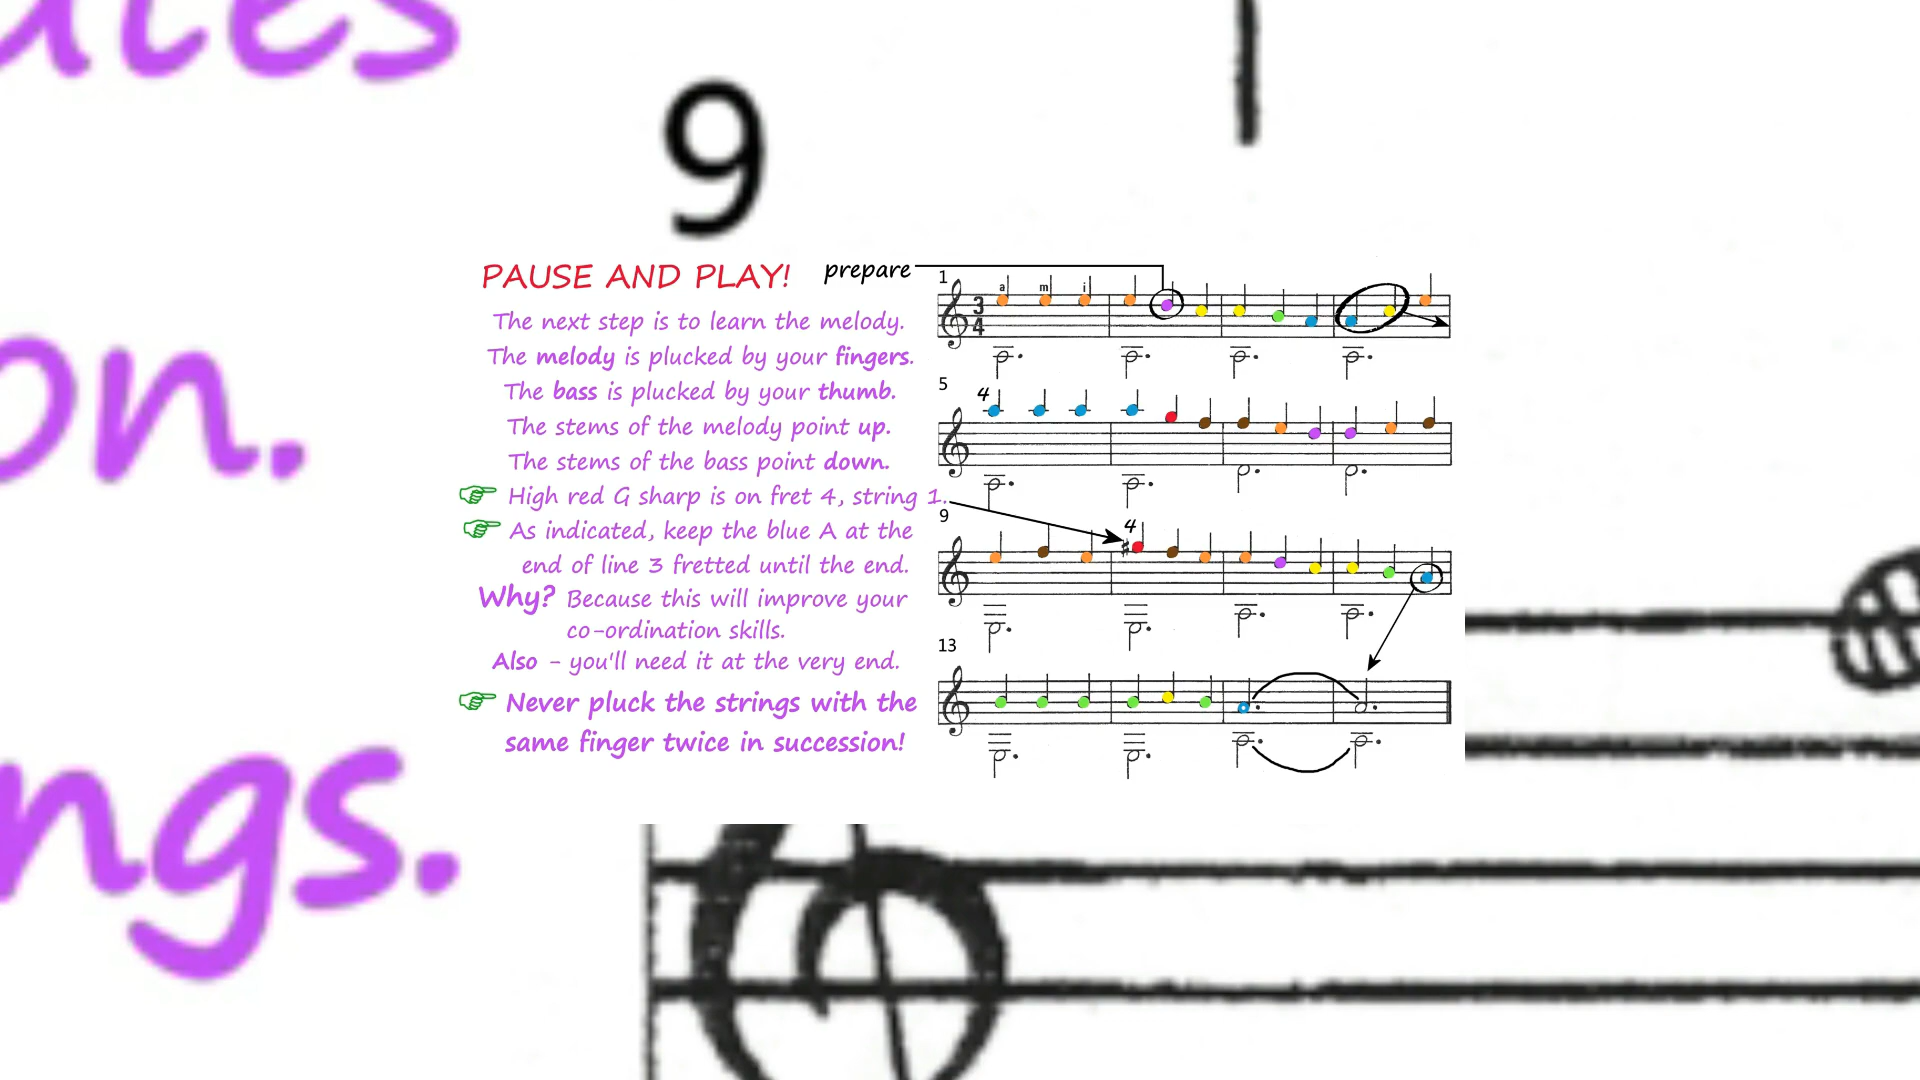 9
PAUSE AND PLAY!
prepare
The next step is to learn the melody.
The melody is plucked by your fingers.
The bass is plucked by your thumb.
The stems of the melody point up.
The stems of the bass point down.
High red G sharp is on fret 4, string 1.
As indicated, keep the blue A at the
end of line 3 fretted until the end.
Why? Because this will improve your
co-ordination skills.
Also - you'll need it at the very end.
Never pluck the strings with the
same finger twice in succession!
1
a m i
3
4
5
4
9
4
13
on.
ngs.